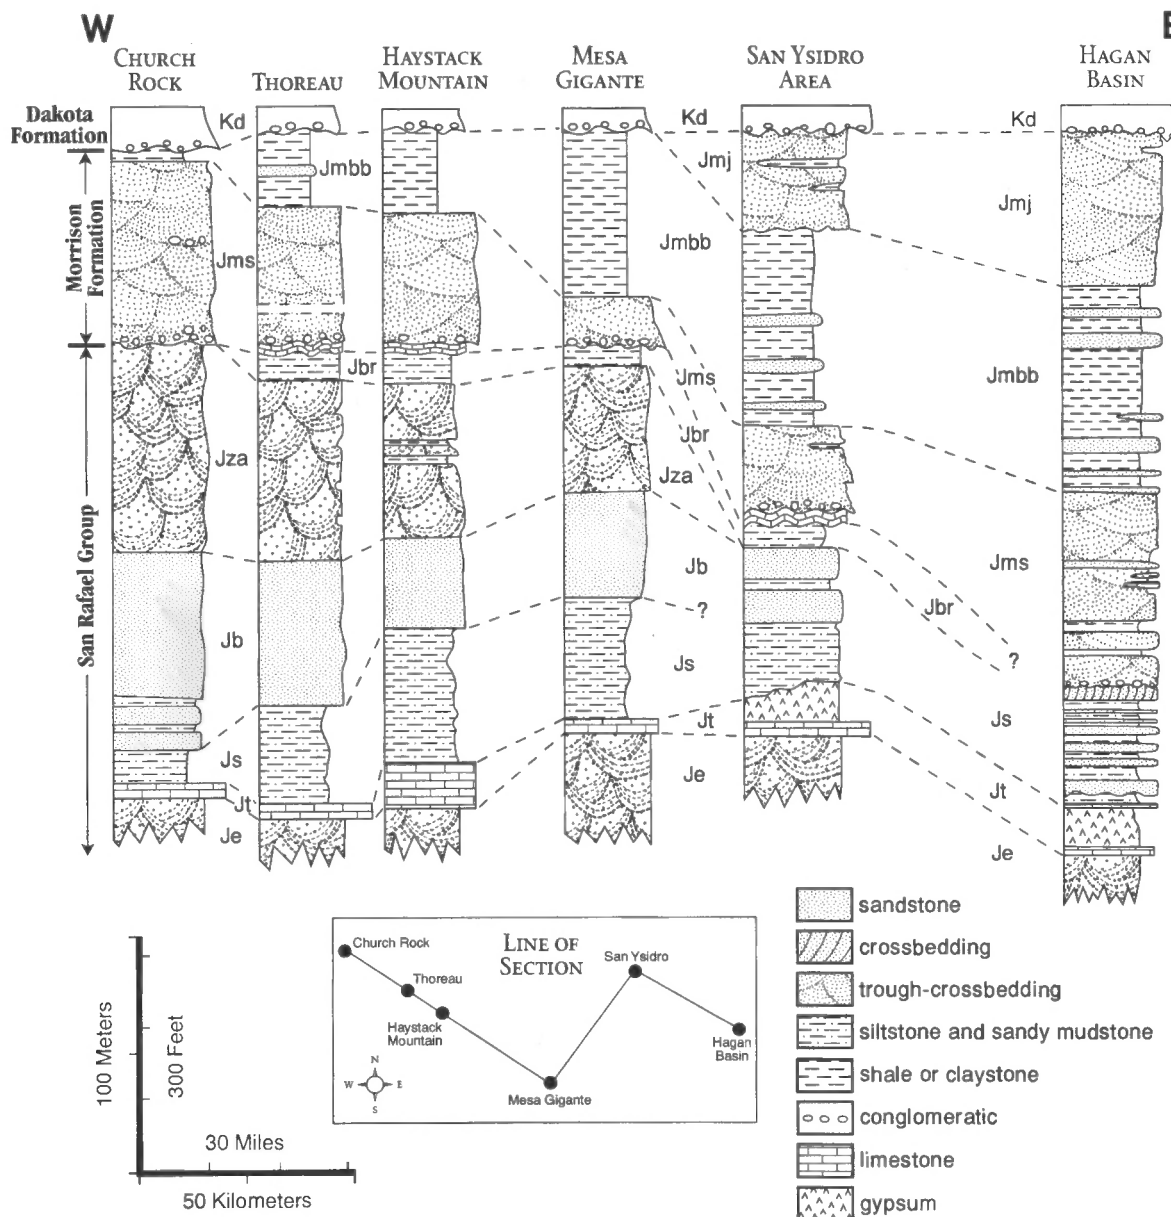 W
E
CHURCH
ROCK
THOREAU
HAYSTACK
MOUNTAIN
MESA
GIGANTE
SAN YSIDRO
AREA
HAGAN
BASIN
Dakota
Formation
Morrison
Formation
San Rafael Group
Kd
Kd
Kd
Jmbb
Jmj
Jmj
Jms
Jmbb
Jmbb
Jbr
Jms
Jbr
Jza
Jza
Jb
Jms
Jb
?
Jbr
?
Js
Js
Js
Jt
Jt
Jt
Je
Je
Je
100 Meters
300 Feet
30 Miles
50 Kilometers
LINE OF
SECTION
Church Rock
Thoreau
Haystack
Mountain
Mesa Gigante
San Ysidro
Hagan
Basin
N
W
E
S
sandstone
crossbedding
trough-crossbedding
siltstone and sandy mudstone
shale or claystone
conglomeratic
limestone
gypsum